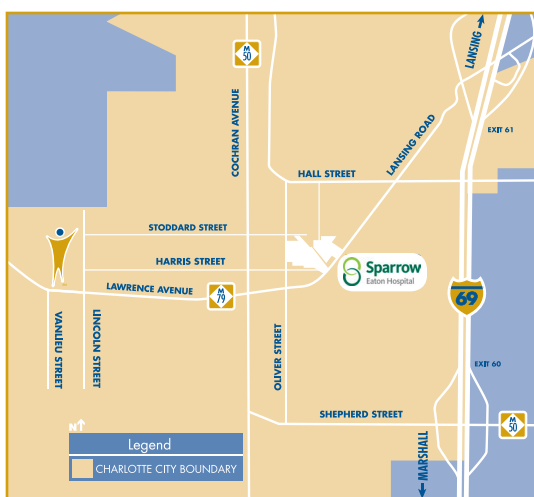 LANSING
M
50
EXIT 61
COCHRAN AVENUE
LANSING ROAD
HALL STREET
STODDARD STREET
HARRIS STREET
Sparrow
Eaton Hospital
LAWRENCE AVENUE
M
79
69
VANLIEU STREET
LINCOLN STREET
OLIVER STREET
EXIT 60
SHEPHERD STREET
M
50
N
Legend
CHARLOTTE CITY BOUNDARY
MARSHALL